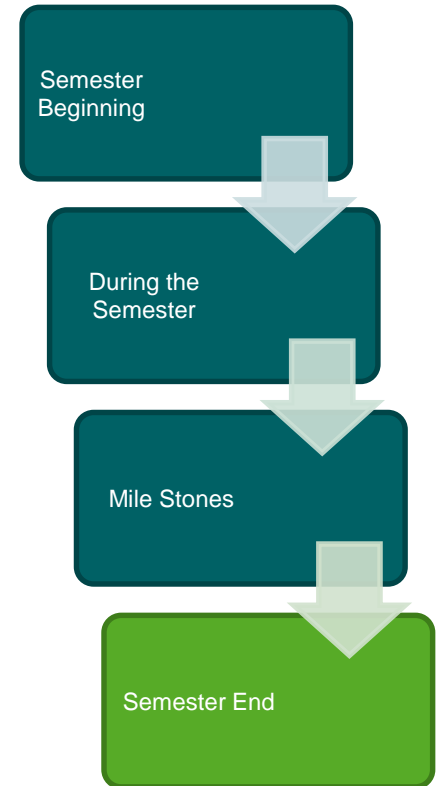 Semester
Beginning
During the
Semester
Mile Stones
Semester End